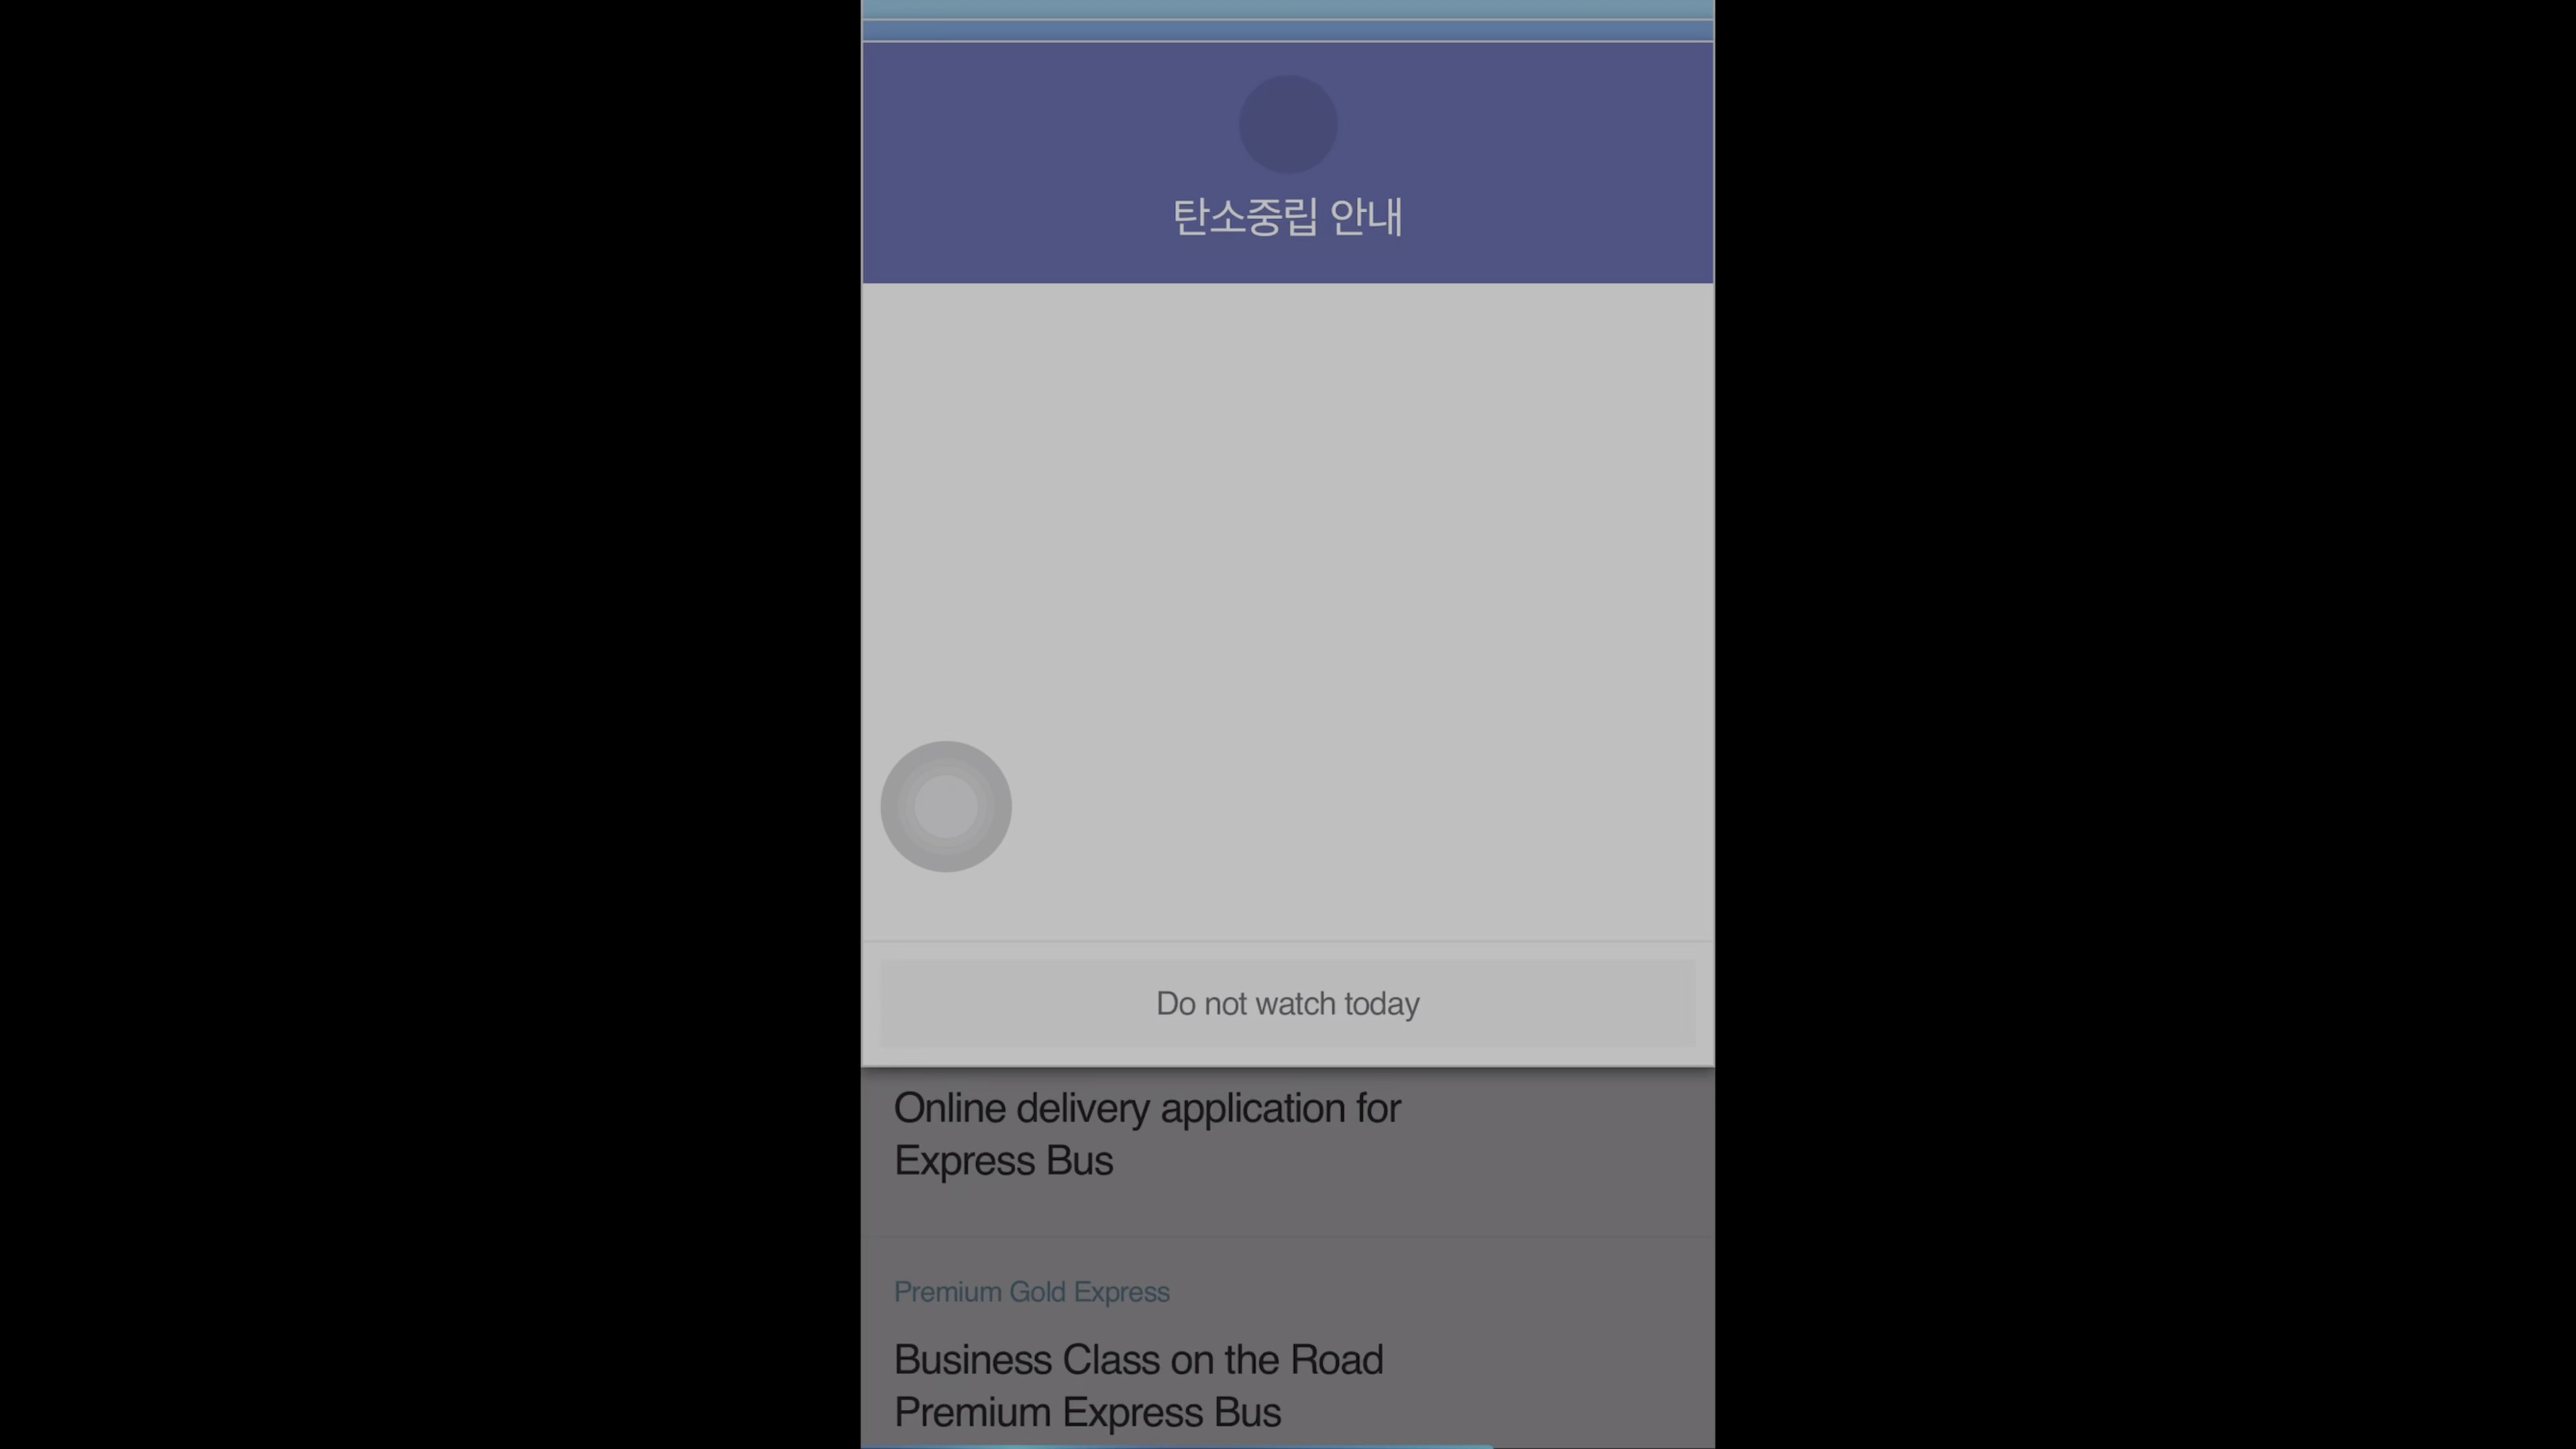 탄소중립 안내
Do not watch today
Online delivery application for
Express Bus
Premium Gold Express
Business Class on the Road
Premium Express Bus